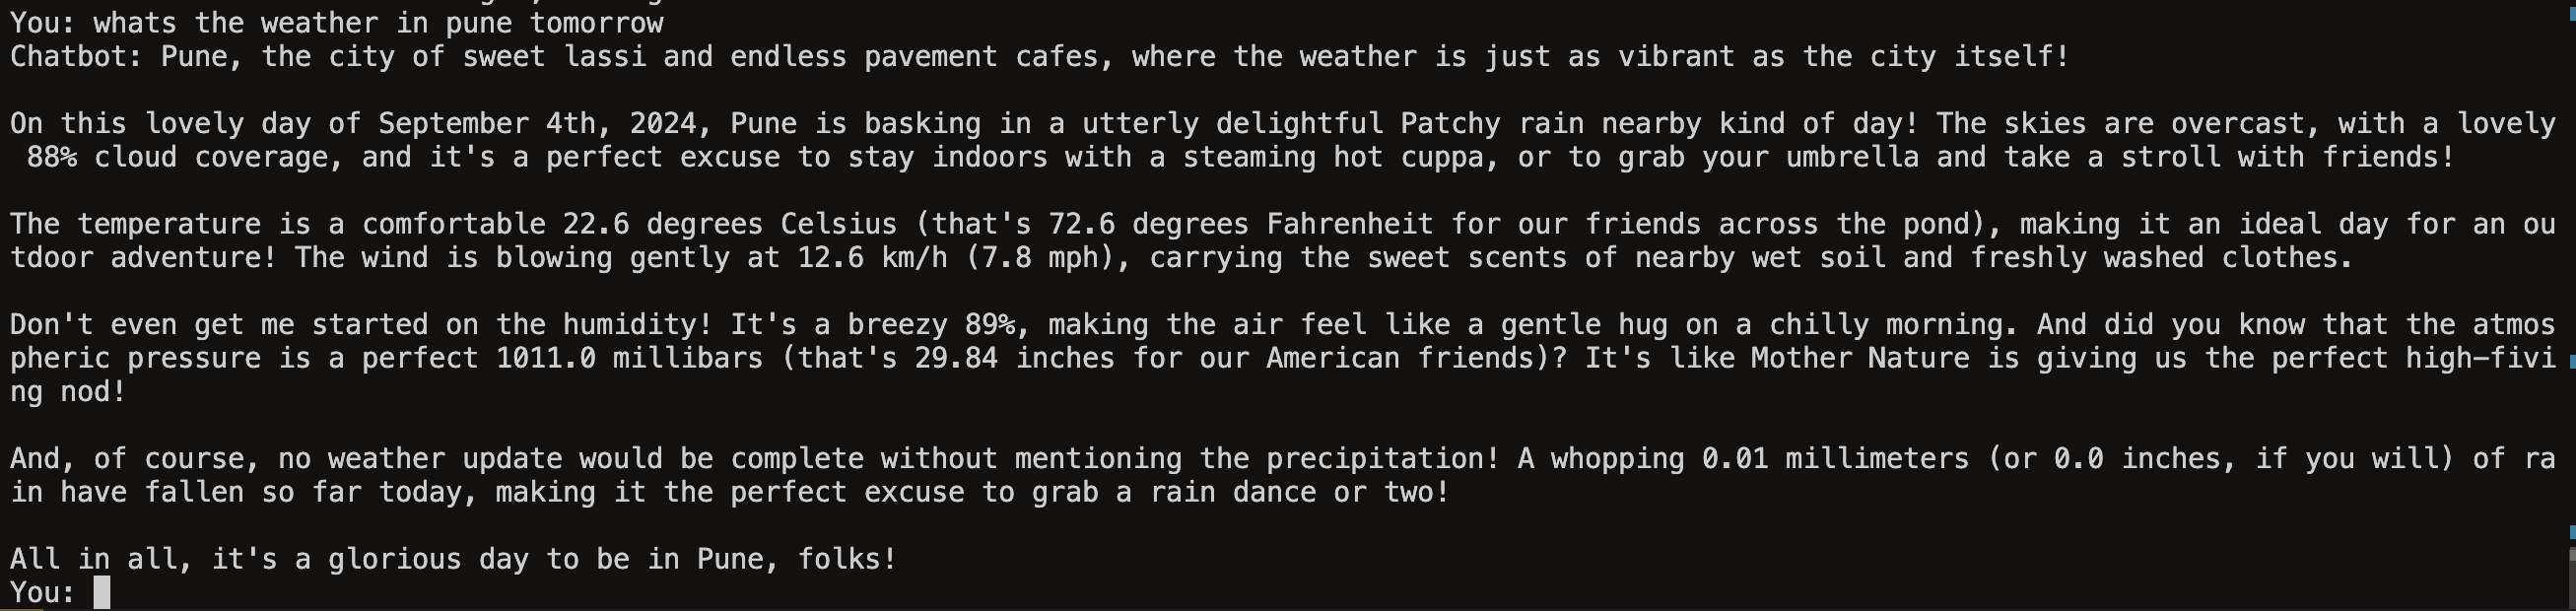 You: whats the weather in pune tomorrow
Chatbot: Pune, the city of sweet lassi and endless pavement cafes, where the weather is just as vibrant as the city itself!
On this lovely day of September 4th, 2024, Pune is basking in a utterly delightful Patchy rain nearby kind of day! The skies are overcast, with a lovely
88% cloud coverage, and it's a perfect excuse to stay indoors with a steaming hot cuppa, or to grab your umbrella and take a stroll with friends!
The temperature is a comfortable 22.6 degrees Celsius (that's 72.6 degrees Fahrenheit for our friends across the pond), making it an ideal day for an ou
tdoor adventure! The wind is blowing gently at 12.6 km/h (7.8 mph), carrying the sweet scents of nearby wet soil and freshly washed clothes.
Don't even get me started on the humidity! It's a breezy 89%, making the air feel like a gentle hug on a chilly morning. And did you know that the atmos
pheric pressure is a perfect 1011.0 millibars (that's 29.84 inches for our American friends)? It's like Mother Nature is giving us the perfect high-fivi
ng nod!
And, of course, no weather update would be complete without mentioning the precipitation! A whopping 0.01 millimeters (or 0.0 inches, if you will) of ra
in have fallen so far today, making it the perfect excuse to grab a rain dance or two!
All in all, it's a glorious day to be in Pune, folks!
You: